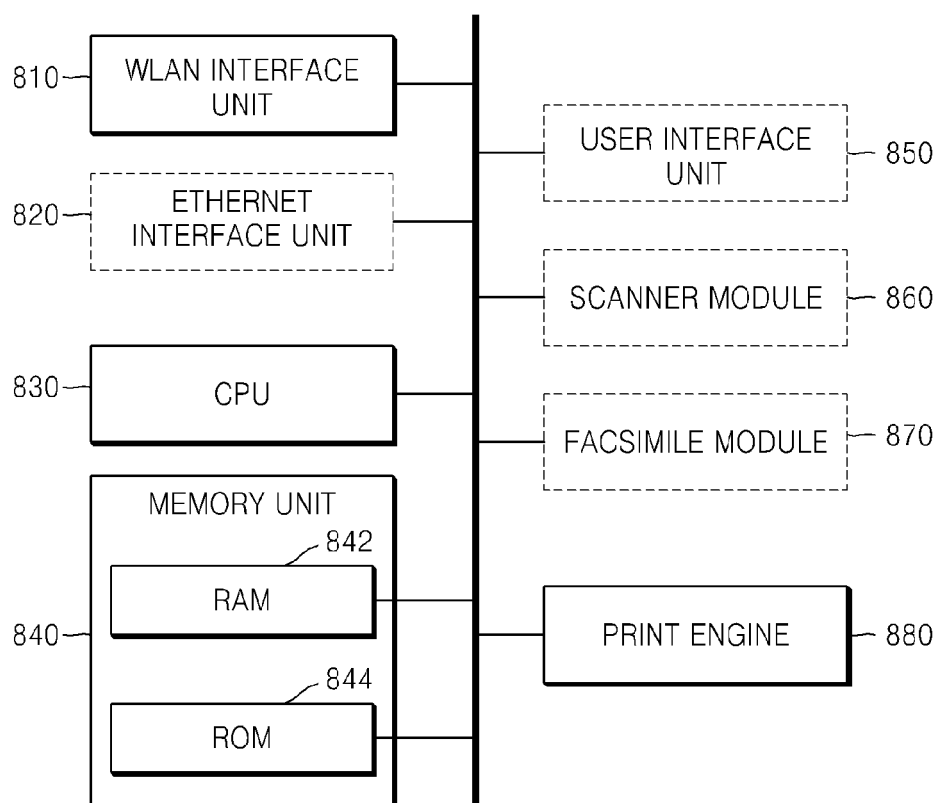 810
WLAN INTERFACE
UNIT
820
ETHERNET
INTERFACE UNIT
830
CPU
840
MEMORY UNIT
842
RAM
844
ROM
USER INTERFACE
UNIT
850
SCANNER MODULE
860
FACSIMILE MODULE
870
PRINT ENGINE
880